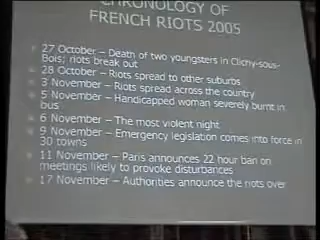 CHRONOLOGY OF
FRENCH RIOTS 2005
27 October – Death of two youngsters in Clichy-sous-
Bois; riots break out
28 October – Riots spread to other suburbs
3 November – Riots spread across the country
5 November – Handicapped woman severely burnt in
bus
6 November – The most violent night
9 November – Emergency legislation comes into force in
30 towns
11 November – Paris announces 22 hour ban on
meetings likely to provoke disturbances
17 November – Authorities announce the riots over